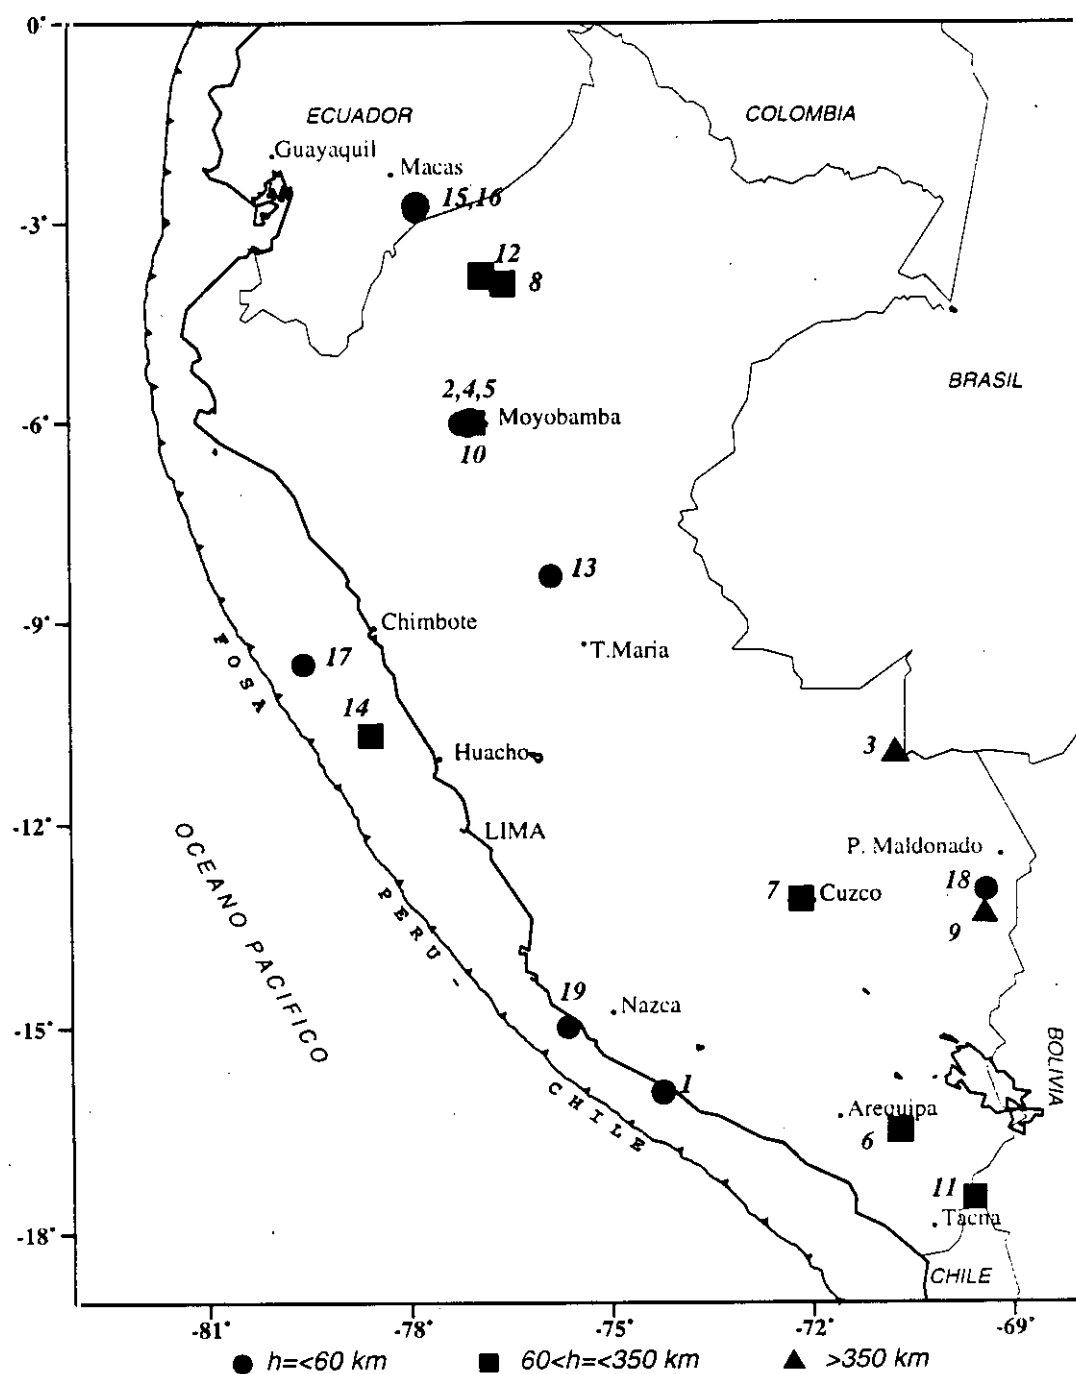 0°
ECUADOR
COLOMBIA
Guayaquil
Macas
15,16
-3°
12
8
BRASIL
2,4,5
Moyobamba
-6°
10
13
Chimbote
-9°
T.Maria
17
FOSA
14
3
Huacho
-12°
LIMA
P. Maldonado
OCEANO PACIFICO
7
Cuzco
18
PERU -
9
19
Nazca
-15°
BOLIVIA
1
CHILE
Arequipa
6
11
Tacna
-18°
CHILE
-81° -78° -75° -72° -69°
h=<60 km 60<h=<350 km >350 km